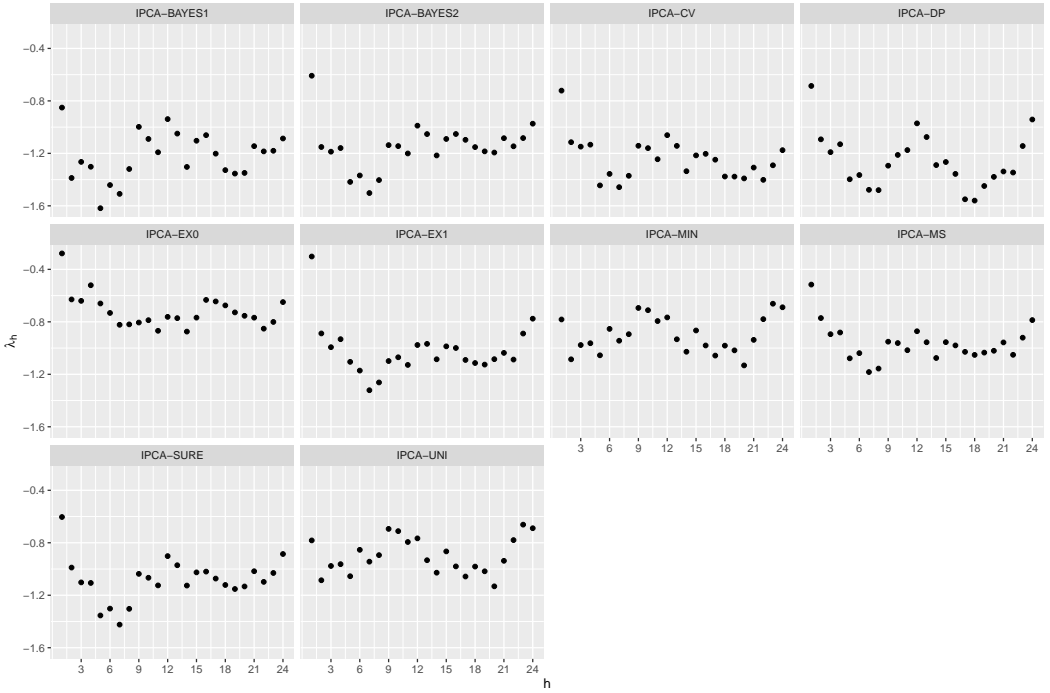 IPCA−BAYES1 IPCA−BAYES2 IPCA−CV IPCA−DP
−0.4
−0.8
−1.2
−1.6
IPCA−EX0 IPCA−EX1 IPCA−MIN IPCA−MS
−0.4
−0.8
−1.2
−1.6
3 6 9 12 15 18 21 24 3 6 9 12 15 18 21 24
IPCA−SURE IPCA−UNI
−0.4
−0.8
−1.2
−1.6
3 6 9 12 15 18 21 24 3 6 9 12 15 18 21 24
λh
h